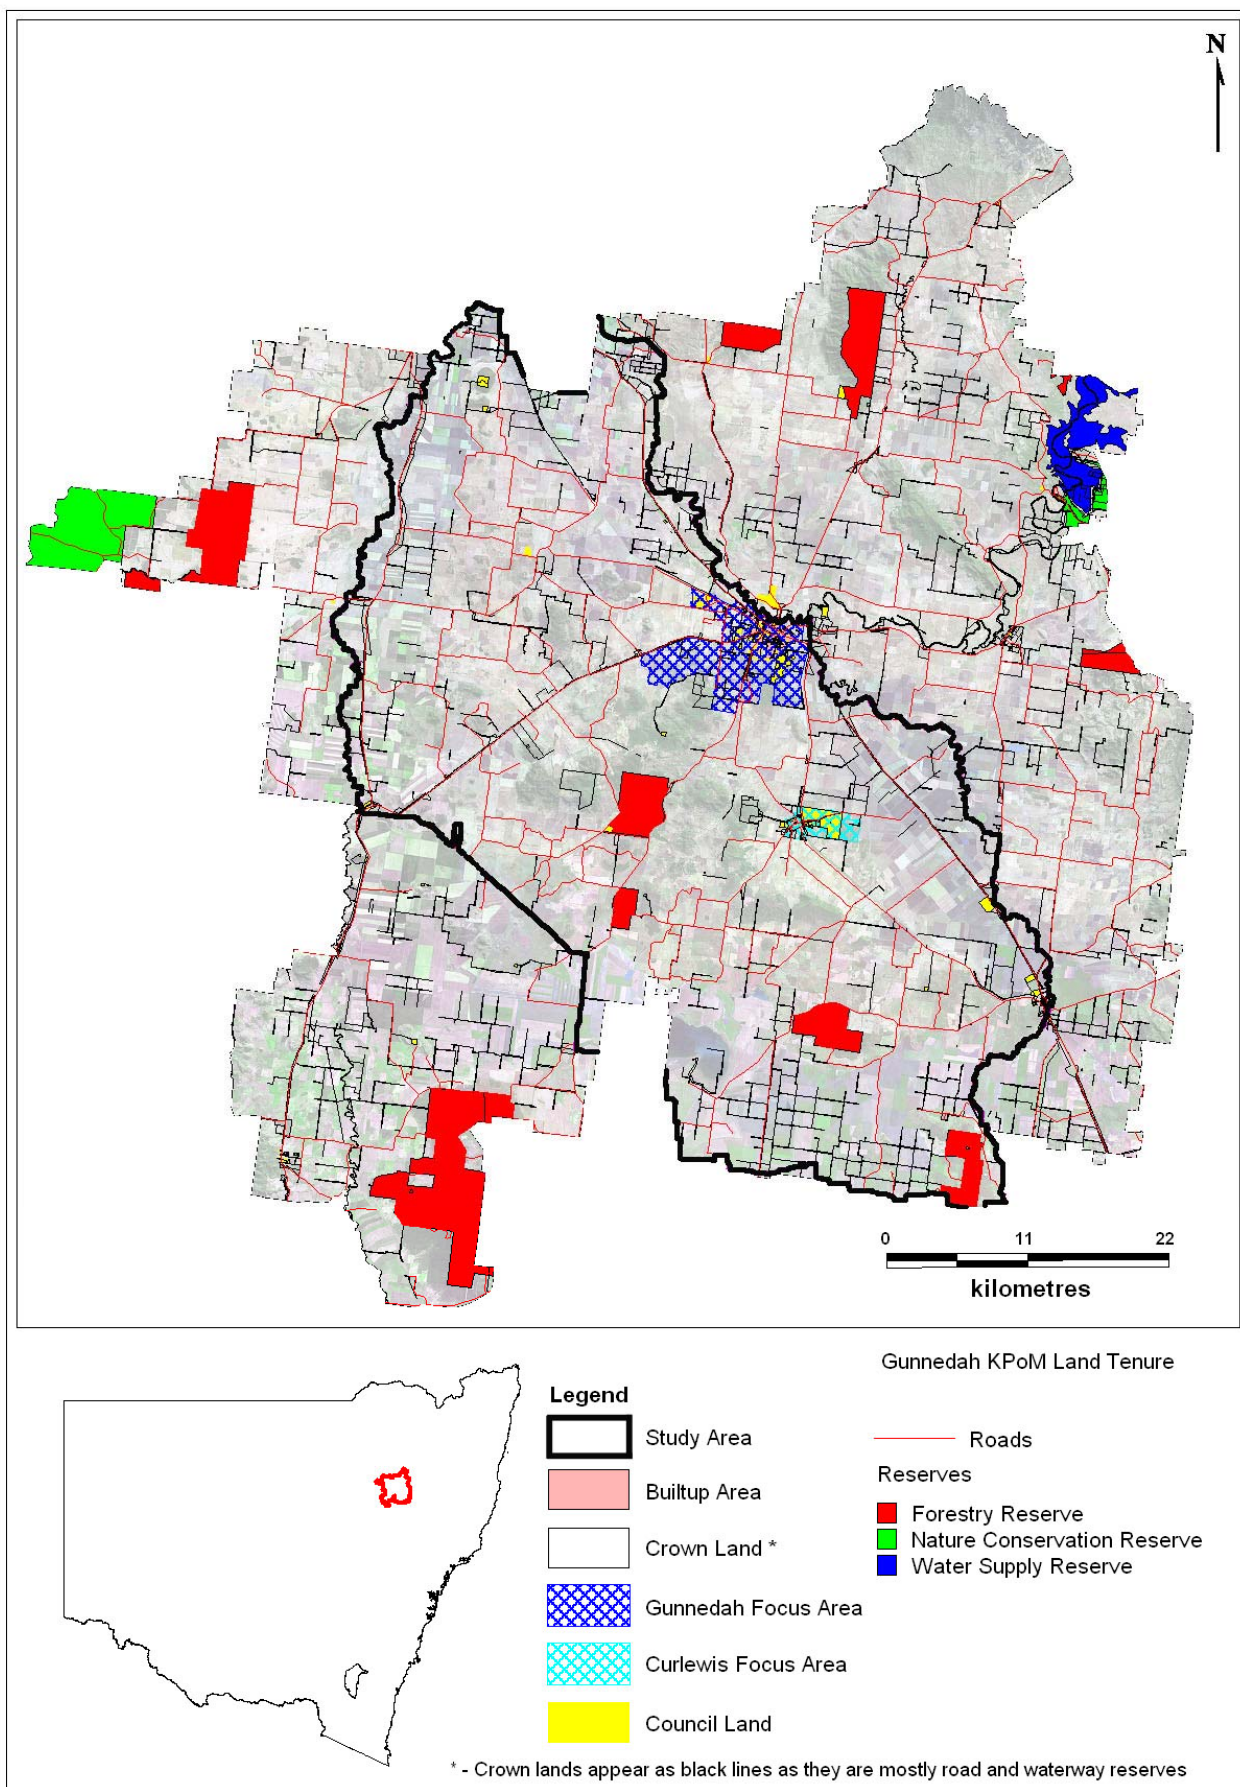 N
0 11 22
kilometres
Gunnedah KPoM Land Tenure
Legend
Study Area
Builtup Area
Crown Land *
Gunnedah Focus Area
Curlewis Focus Area
Council Land
Roads
Reserves
Forestry Reserve
Nature Conservation Reserve
Water Supply Reserve
* - Crown lands appear as black lines as they are mostly road and waterway reserves